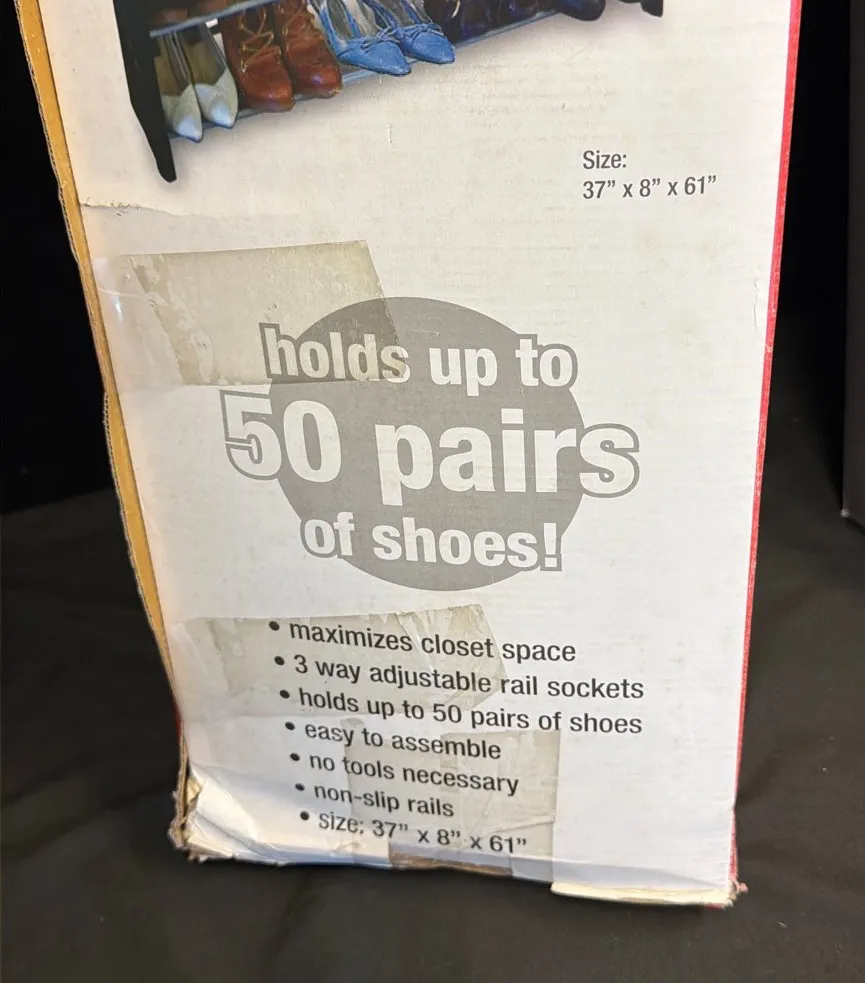 Size:
37” x 8” x 61”
holds up to
50 pairs
of shoes!
• maximizes closet space
• 3 way adjustable rail sockets
• holds up to 50 pairs of shoes
• easy to assemble
• no tools necessary
• non-slip rails
• size: 37” x 8” x 61”